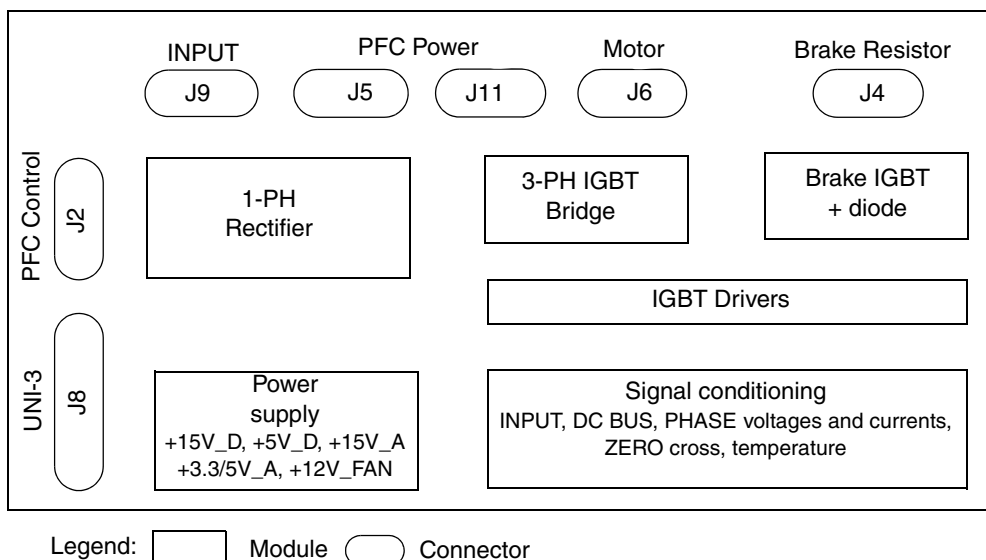 INPUT
PFC Power
Motor
Brake Resistor
J9
J5
J11
J6
J4
PFC Control
J2
1-PH
Rectifier
3-PH IGBT
Bridge
Brake IGBT
+ diode
IGBT Drivers
UNI-3
J8
Power
supply
+15V_D, +5V_D, +15V_A
+3.3/5V_A, +12V_FAN
Signal conditioning
INPUT, DC BUS, PHASE voltages and currents,
ZERO cross, temperature
Legend:
Module
Connector